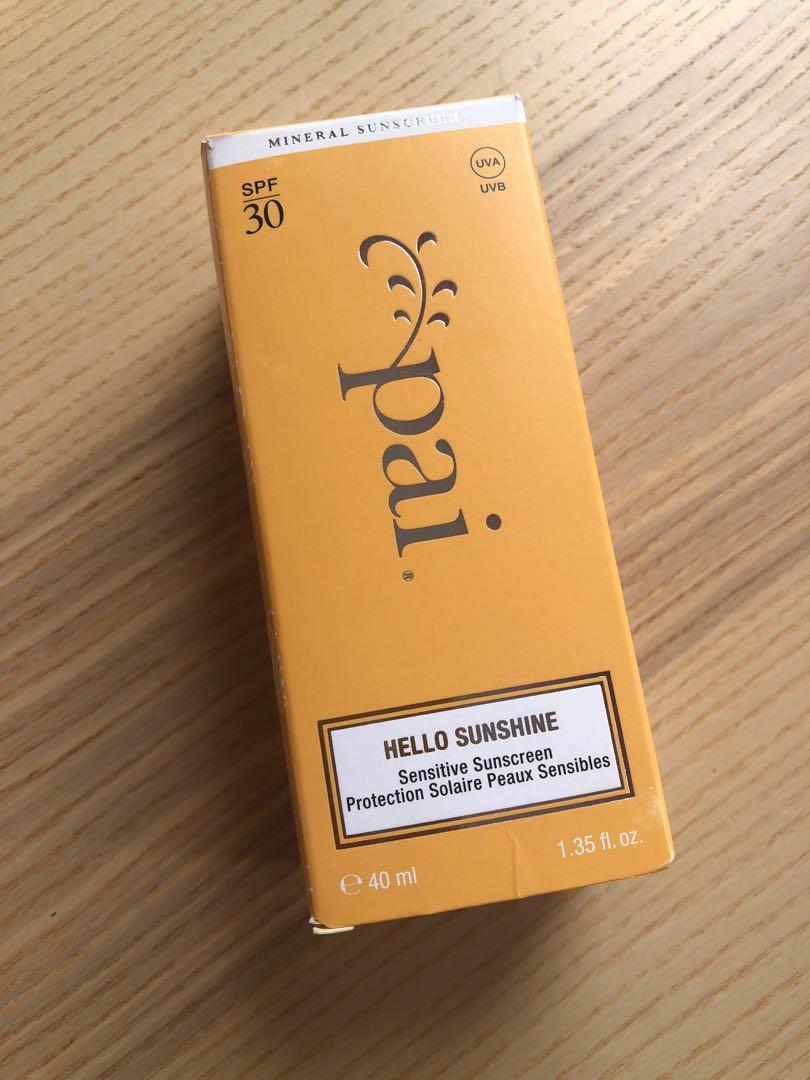 MINERAL SUNSCREEN
SPF
30
UVA
UVB
pai®
HELLO SUNSHINE
Sensitive Sunscreen
Protection Solaire Peaux Sensibles
℮ 40 ml
1.35 fl. oz.